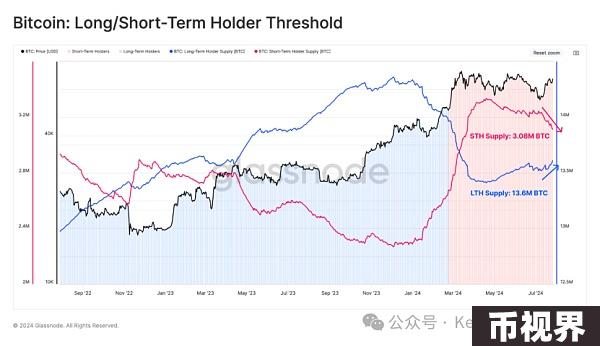 Bitcoin: Long/Short-Term Holder Threshold
BTC: Price [USD] Short-Term Holders Long-Term Holders BTC: Long-Term Holder Supply [BTC] BTC: Short-Term Holder Supply [BTC]
Reset zoom
3.2M
2.8M
2.4M
2M
40K
10K
14M
13.5M
13M
12.5M
glassnode
STH Supply: 3.08M BTC
LTH Supply: 13.6M BTC
Sep '22 Nov '22 Jan '23 Mar '23 May '23 Jul '23 Sep '23 Nov '23 Jan '24 Mar '24 May '24 Jul '24
© 2024 Glassnode. All Rights Reserved.
公众号 · Ke
币视界